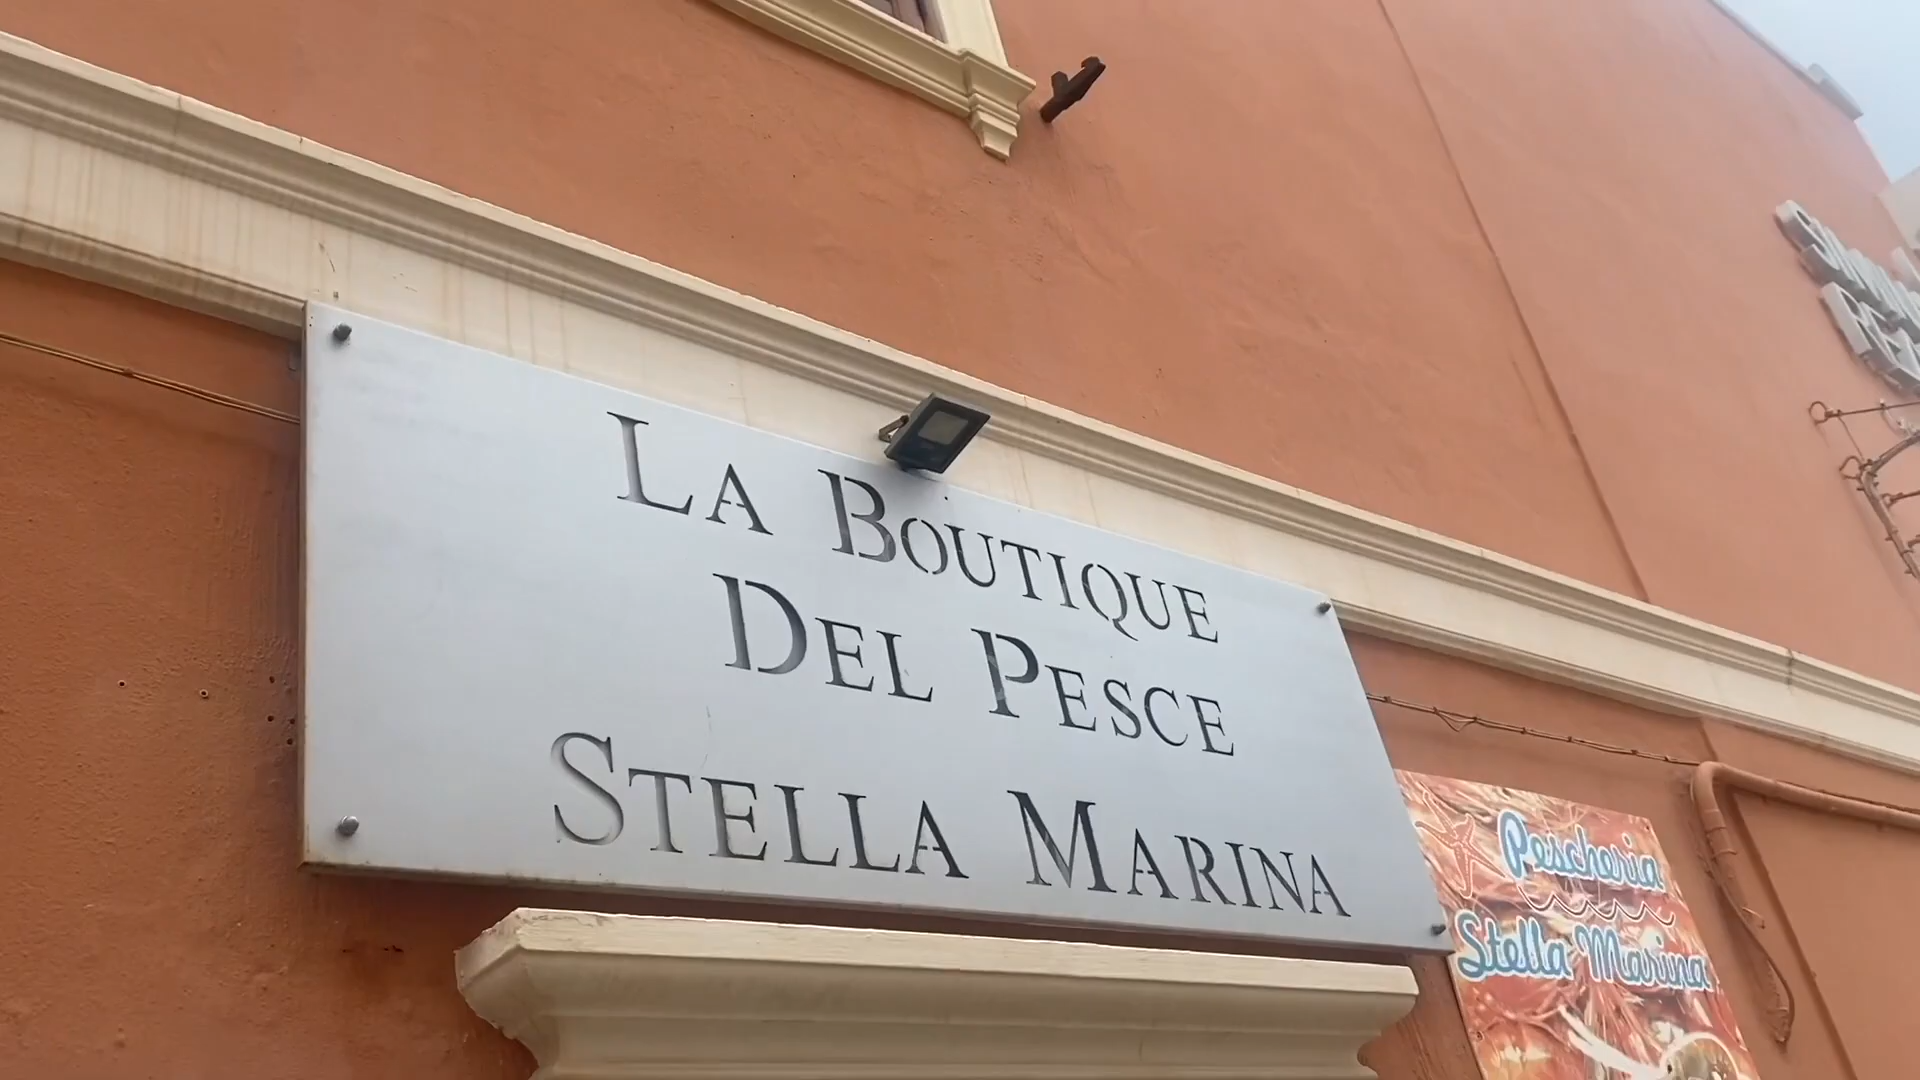 La Boutique
Del Pesce
Stella Marina
Pescheria
Stella Marina